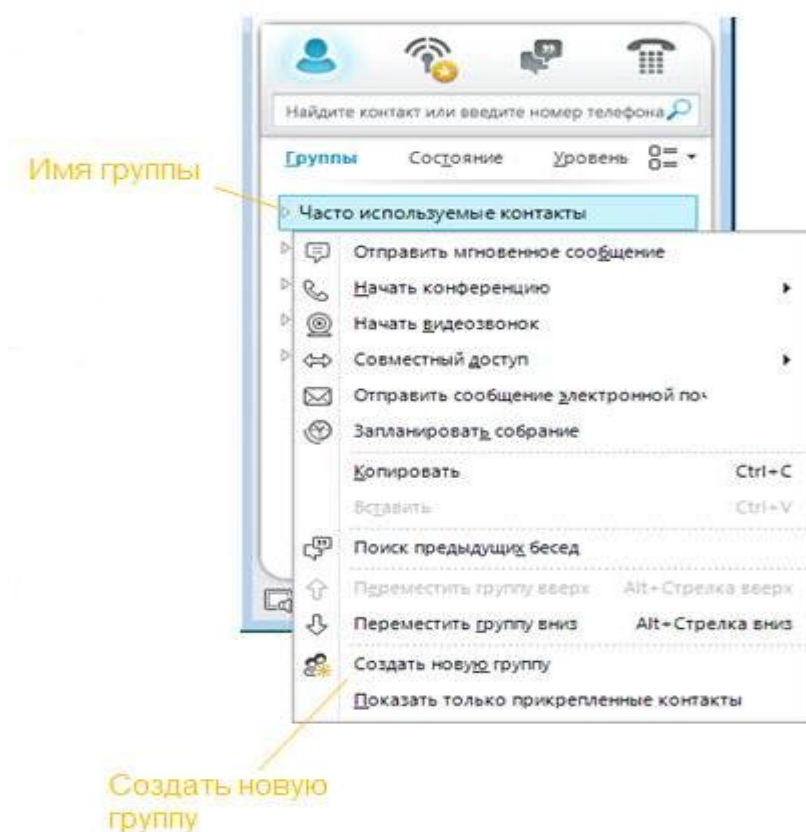 Найдите контакт или введите номер телефона
Группы Состояние Уровень
Имя группы
Часто используемые контакты
Отправить мгновенное сообщение
Начать конференцию
Начать видеозвонок
Совместный доступ
Отправить сообщение электронной поч
Запланировать собрание
Копировать Ctrl+C
Вставить Ctrl+V
Поиск предыдущих бесед
Переместить группу вверх Alt+Стрелка вверх
Переместить группу вниз Alt+Стрелка вниз
Создать новую группу
Показать только прикрепленные контакты
Создать новую
группу